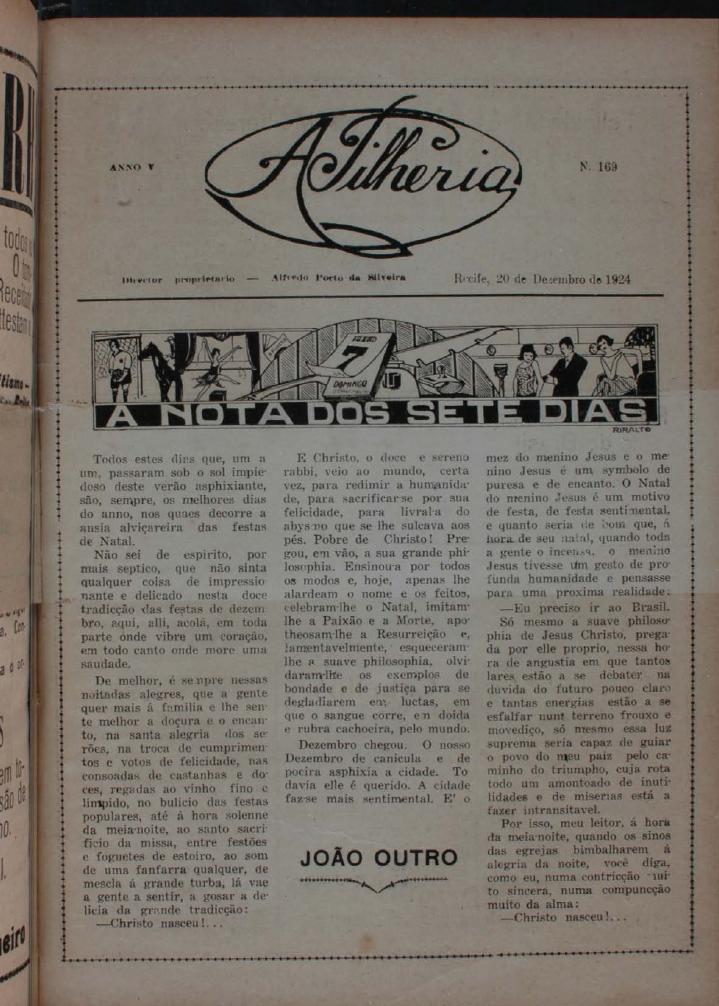 ANNO V
A Pilheria
N. 169
Director proprietario — Alfredo Porto da Silveira
Recife, 20 de Dezembro de 1924
7
DOMINGO
A NOTA DOS SETE DIAS
Todos estes dias que, um a
um, passaram sob o sol impie-
doso deste verão asphixiante,
são, sempre, os melhores dias
do anno, nos quaes decorre a
ansia alviçareira das festas
de Natal.
Não sei de espirito, por
mais septico, que não sinta
qualquer coisa de impressio-
nante e delicado nesta doce
tradicção das festas de dezem-
bro, aqui, alli, acolá, em toda
parte onde vibre um coração,
em todo canto onde more uma
saudade.
De melhor, é sempre nessas
noitadas alegres, que a gente
quer mais á familia e lhe sen-
te melhor a doçura e o encan-
to, na santa alegria dos se-
rões, na troca de cumprimen-
tos e votos de felicidade, nas
consoadas de castanhas e do-
ces, regadas ao vinho fino e
limpido, no bulicio das festas
populares, até á hora solenne
da meia-noite, ao santo sacri-
ficio da missa, entre festões
e foguetes de estoiro, ao som
de uma fanfarra qualquer, de
mescla á grande turba, lá vae
a gente a sentir, a gosar a de-
licia da grande tradicção:
—Christo nasceu!...
E Christo, o doce e sereno
rabbi, veio ao mundo, certa
vez, para redimir a humanida-
de, para sacrificar-se por sua
felicidade, para livral-a do
abysmo que se lhe sulcava aos
pés. Pobre de Christo! Pre-
gou, em vão, a sua grande phi-
losophia. Ensinou-a por todos
os modos e, hoje, apenas lhe
alardeam o nome e os feitos,
celebram-lhe o Natal, imitam-
lhe a Paixão e a Morte, apo-
theosam-lhe a Resurreição e,
lamentavelmente, esqueceram-
lhe a suave philosophia, olvi-
daram-lhe os exemplos de
bondade e de justiça para se
degladiarem em luctas, em
que o sangue corre, em doida
e rubra cachoeira, pelo mundo.
Dezembro chegou. O nosso
Dezembro de canicula e de
poeira asphixia a cidade. To-
davia elle é querido. A cidade
faz-se mais sentimental. E' o
JOÃO OUTRO
mez do menino Jesus e o me-
nino Jesus é um symbolo de
puresa e de encanto. O Natal
do menino Jesus é um motivo
de festa, de festa sentimental,
e quanto seria de bom que, á
hora de seu natal, quando toda
a gente o incensa, o menino
Jesus tivesse um gesto de pro-
funda humanidade e pensasse
para uma proxima realidade:
—Eu preciso ir ao Brasil.
Só mesmo a suave philoso-
phia de Jesus Christo, prega-
da por elle proprio, nessa ho-
ra de angustia em que tantos
lares estão a se debater na
duvida do futuro pouco claro
e tantas energias estão a se
esfalfar num terreno frouxo e
movediço, só mesmo essa luz
suprema seria capaz de guiar
o povo do meu paiz pelo ca-
minho do triumpho, cuja rota
todo um amontoado de inuti-
lidades e de miserias está a
fazer intransitavel.
Por isso, meu leitor, á hora
da meia-noite, quando os sinos
das egrejas bimbalharem á
alegria da noite, você diga,
como eu, numa contricção mui-
to sincera, numa compuncção
muito da alma:
—Christo nasceu!...